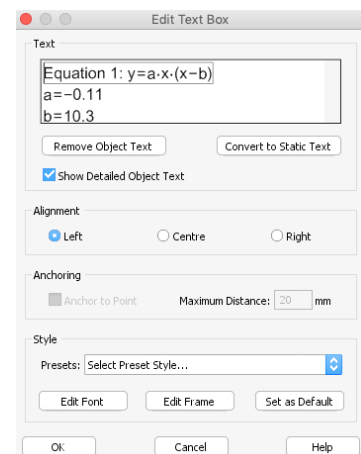 Edit Text Box
Text
Equation 1: y=a·x·(x−b)
a=−0.11
b=10.3
Remove Object Text Convert to Static Text
Show Detailed Object Text
Alignment
Left Centre Right
Anchoring
Anchor to Point Maximum Distance: 20 mm
Style
Presets: Select Preset Style...
Edit Font Edit Frame Set as Default
OK Cancel Help